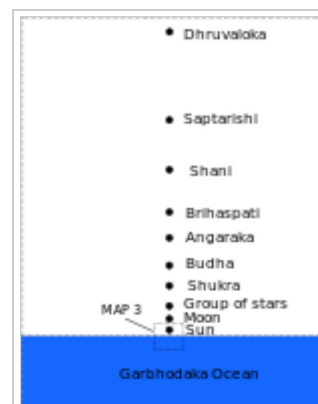 Dhruvaloka
Saptarishi
Shani
Brihaspati
Angaraka
Budha
Shukra
Group of stars
MAP 3
Moon
Sun
Garbhodaka Ocean